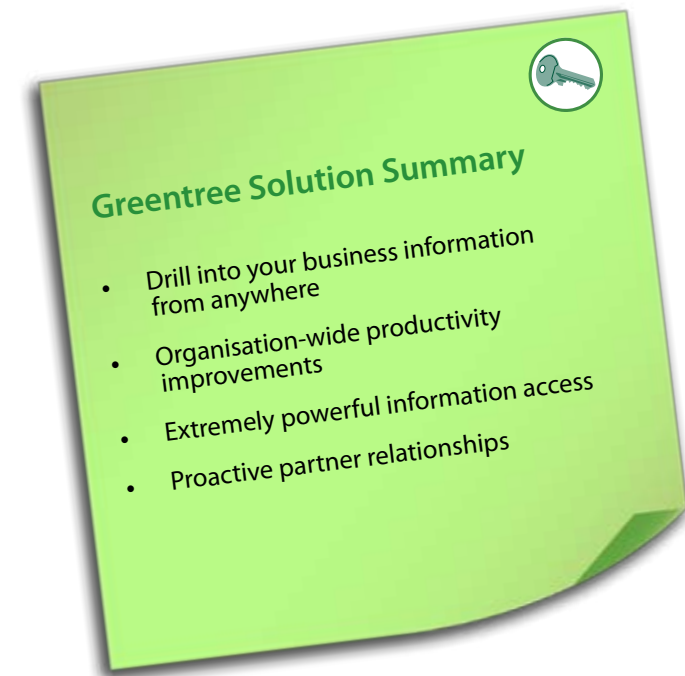 Greentree Solution Summary
• Drill into your business information
from anywhere
• Organisation-wide productivity
improvements
• Extremely powerful information access
• Proactive partner relationships